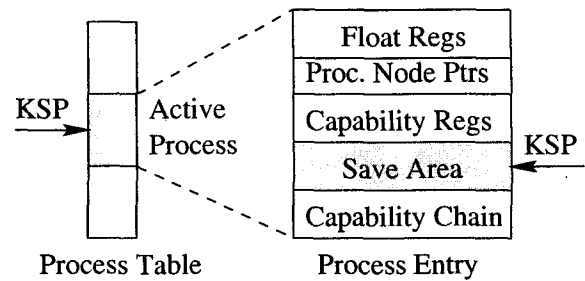 Float Regs
Proc. Node Ptrs
KSP
Active
Process
Capability Regs
KSP
Save Area
Capability Chain
Process Table
Process Entry